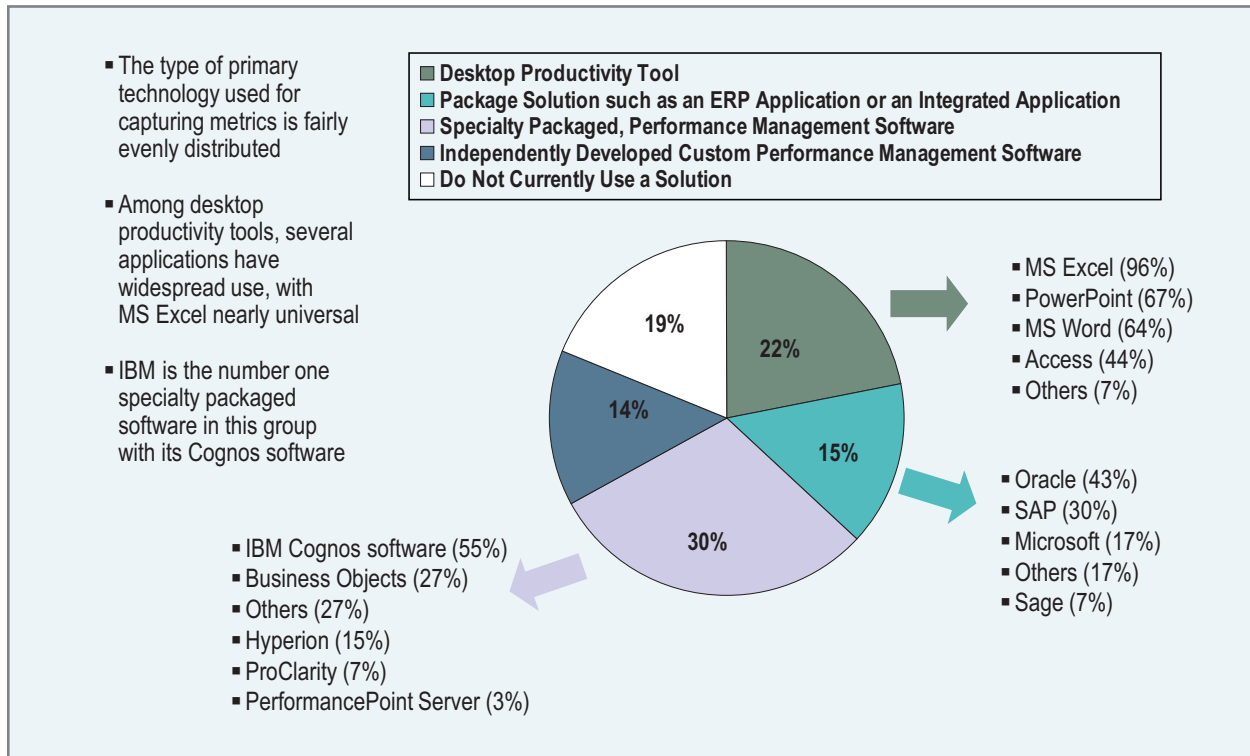 ▪ The type of primary
technology used for
capturing metrics is fairly
evenly distributed
▪ Among desktop
productivity tools, several
applications have
widespread use, with
MS Excel nearly universal
▪ IBM is the number one
specialty packaged
software in this group
with its Cognos software
Desktop Productivity Tool
Package Solution such as an ERP Application or an Integrated Application
Specialty Packaged, Performance Management Software
Independently Developed Custom Performance Management Software
Do Not Currently Use a Solution
19%
22%
14%
15%
30%
▪ MS Excel (96%)
▪ PowerPoint (67%)
▪ MS Word (64%)
▪ Access (44%)
▪ Others (7%)
▪ Oracle (43%)
▪ SAP (30%)
▪ Microsoft (17%)
▪ Others (17%)
▪ Sage (7%)
▪ IBM Cognos software (55%)
▪ Business Objects (27%)
▪ Others (27%)
▪ Hyperion (15%)
▪ ProClarity (7%)
▪ PerformancePoint Server (3%)